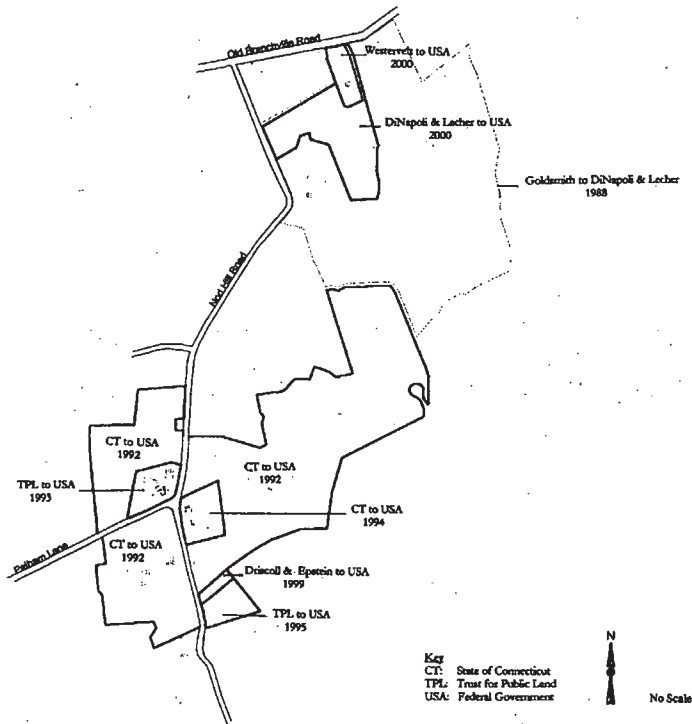 Old Branchville Road
Westervelt to USA
2000
DiNapoli & Lecher to USA
2000
Goldsmith to DiNapoli & Lecher
1988
Nod Hill Road
CT to USA
1992
CT to USA
1992
TPL to USA
1993
CT to USA
1994
Pelham Lane
CT to USA
1992
Driscoll & Epstein to USA
1999
TPL to USA
1995
N
Key
CT: State of Connecticut
TPL: Trust for Public Land
USA: Federal Government
No Scale